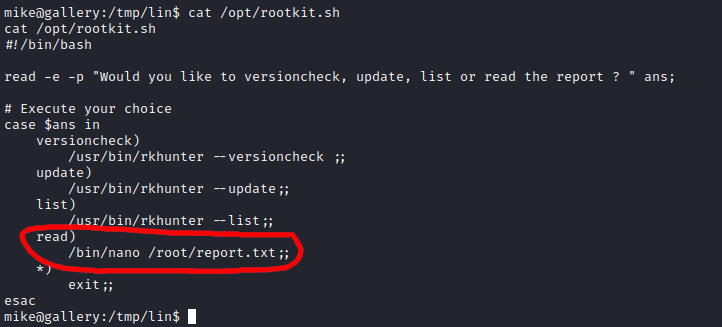 mike@gallery:/tmp/lin$ cat /opt/rootkit.sh
cat /opt/rootkit.sh
#!/bin/bash
read -e -p "Would you like to versioncheck, update, list or read the report ? " ans;
# Execute your choice
case $ans in
    versioncheck)
        /usr/bin/rkhunter --versioncheck ;;
    update)
        /usr/bin/rkhunter --update;;
    list)
        /usr/bin/rkhunter --list;;
    read)
        /bin/nano /root/report.txt;;
    *)
        exit;;
esac
mike@gallery:/tmp/lin$